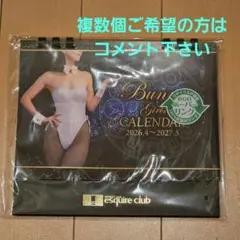 複数個ご希望の方は
コメント下さい
Bunny
Girls
CALENDAR
2026.4~2027.3
esquire club